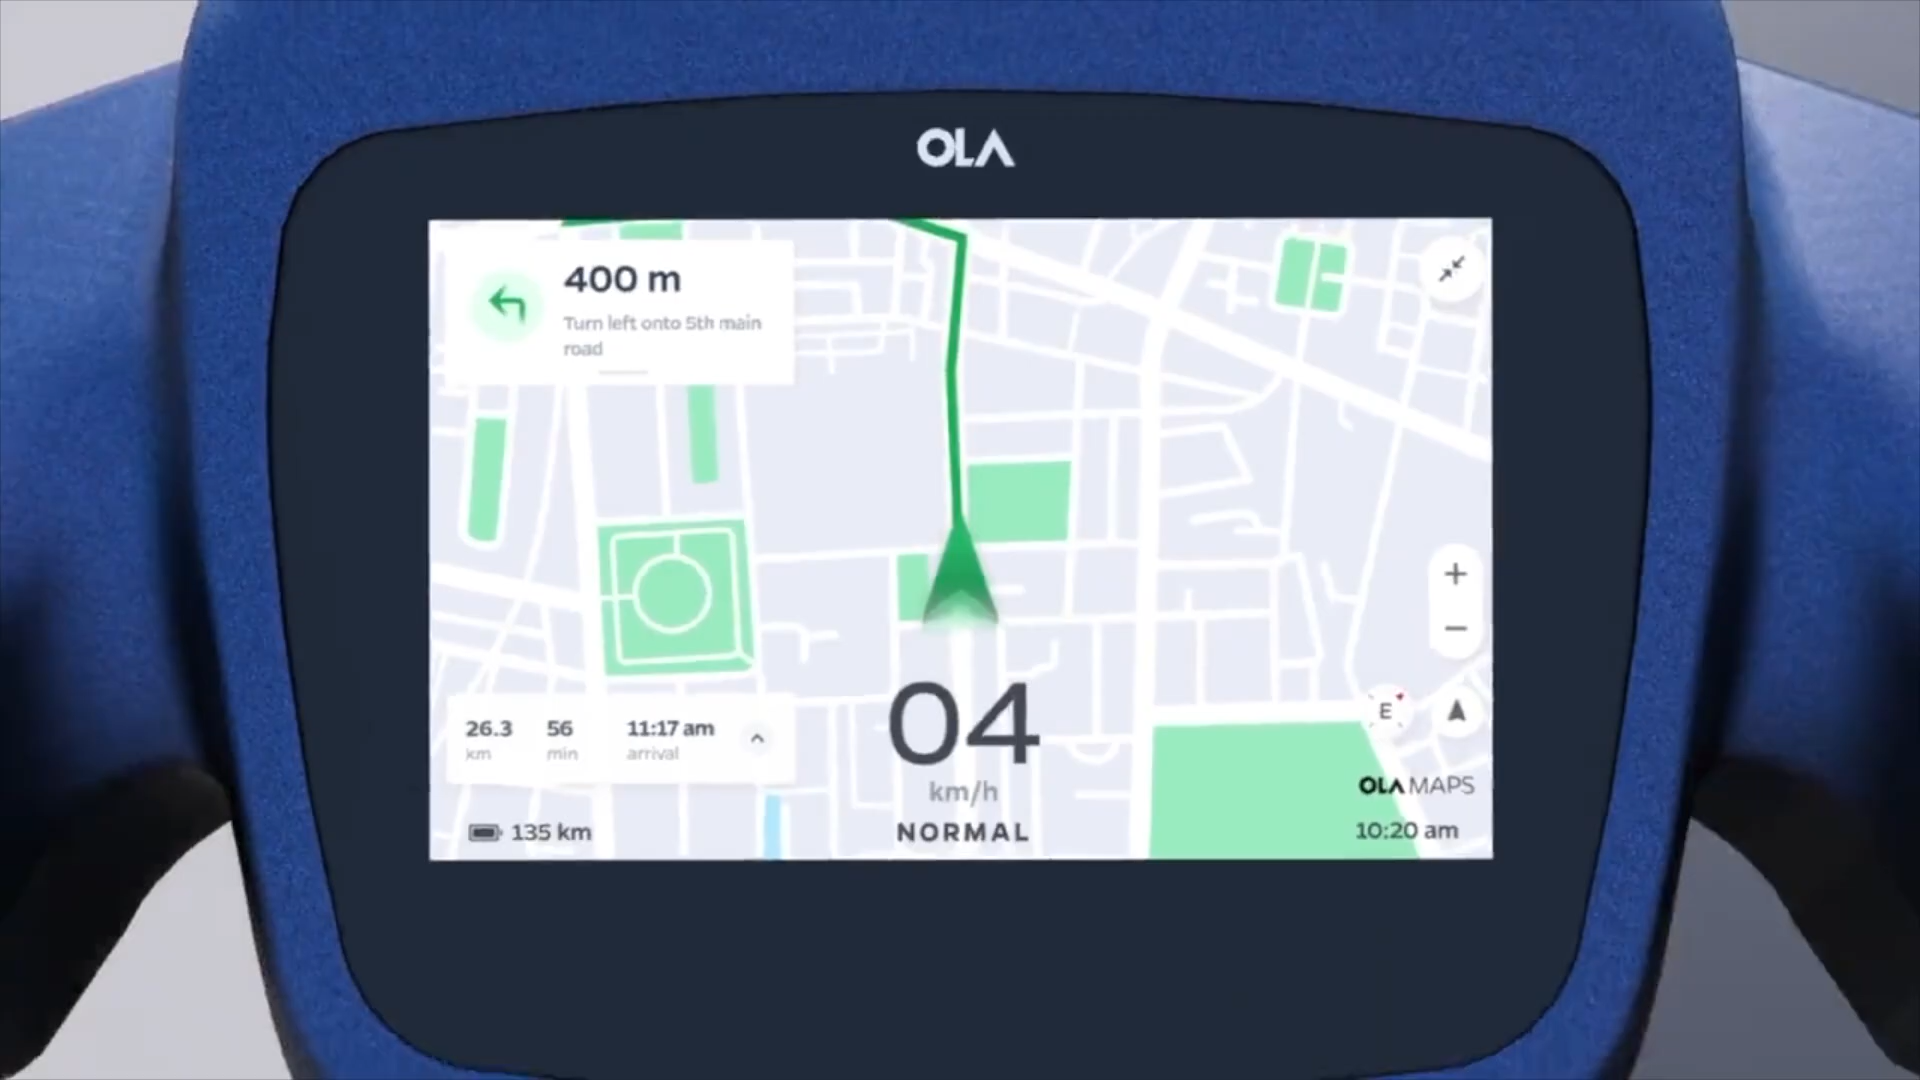 OLA
400 m
Turn left onto 5th main
road
26.3
km
56
min
11:17 am
arrival
135 km
04
km/h
NORMAL
E
OLA MAPS
10:20 am